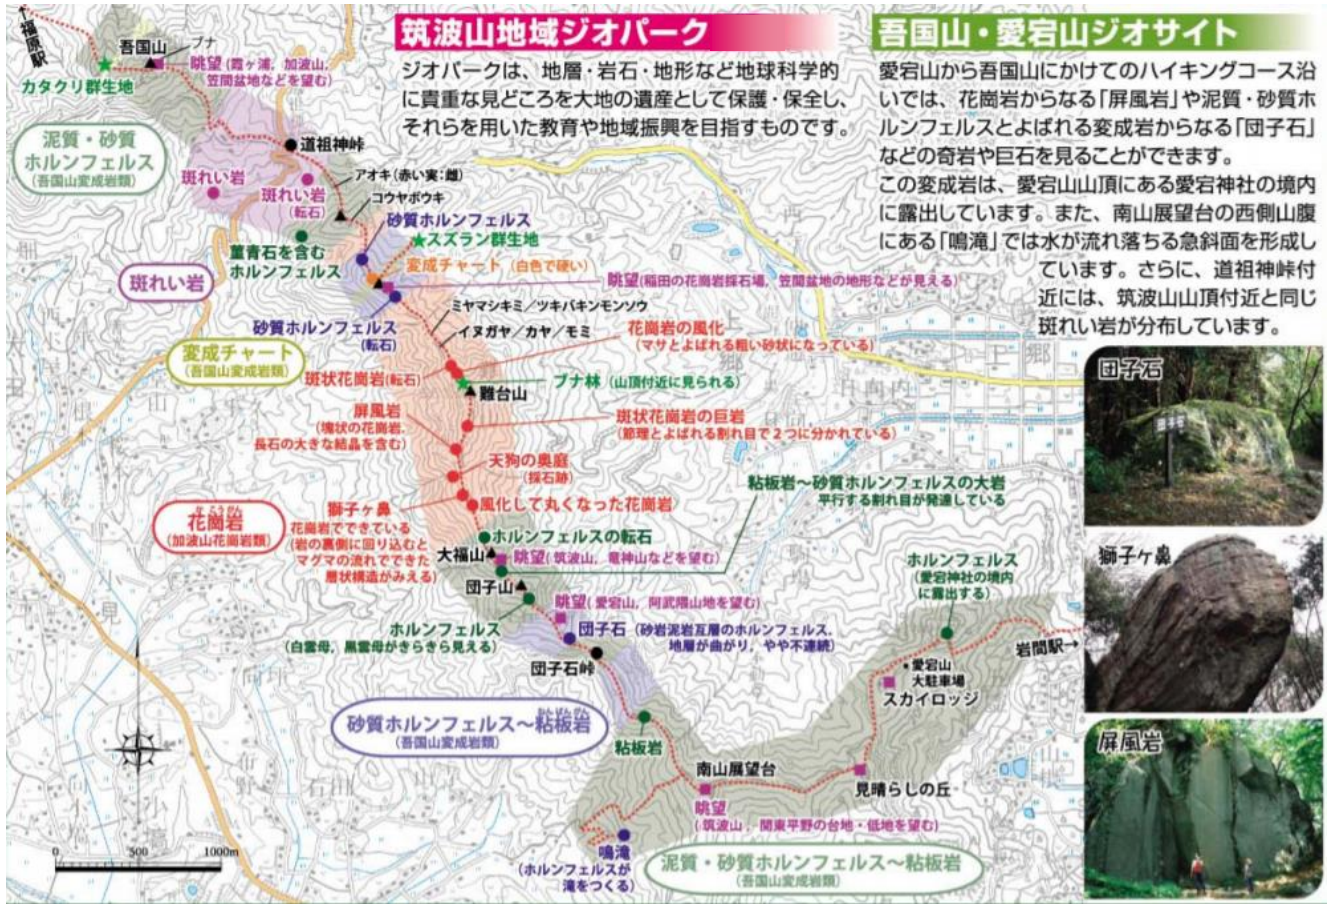 筑波山地域ジオパーク
ジオパークは、地層・岩石・地形など地球科学的
に貴重な見どころを大地の遺産として保護・保全し、
それらを用いた教育や地域振興を目指すものです。
吾国山・愛宕山ジオサイト
愛宕山から吾国山にかけてのハイキングコース沿
いでは、花崗岩からなる「屏風岩」や泥質・砂質ホ
ルンフェルスとよばれる変成岩からなる「団子石」
などの奇岩や巨石を見ることができます。
この変成岩は、愛宕山山頂にある愛宕神社の境内
に露出しています。また、南山展望台の西側山腹
にある「鳴滝」では水が流れ落ちる急斜面を形成し
ています。さらに、道祖神峠付
近には、筑波山山頂付近と同じ
斑れい岩が分布しています。
←福原駅
吾国山
ブナ
眺望(霞ヶ浦，加波山，
笠間盆地などを望む)
カタクリ群生地
泥質・砂質
ホルンフェルス
(吾国山変成岩類)
道祖神峠
斑れい岩
斑れい岩
(転石)
アオキ(赤い実:雌)
コウヤボウキ
砂質ホルンフェルス
スズラン群生地
菫青石を含む
ホルンフェルス
変成チャート (白色で硬い)
斑れい岩
眺望(稲田の花崗岩採石場，笠間盆地の地形などが見える)
ミヤマシキミ／ツキバキンモンソウ
砂質ホルンフェルス
(転石)
イヌガヤ／カヤ／モミ
花崗岩の風化
(マサとよばれる粗い砂状になっている)
変成チャート
(吾国山変成岩類)
斑状花崗岩(転石)
ブナ林 (山頂付近に見られる)
難台山
屏風岩
(塊状の花崗岩．
長石の大きな結晶を含む)
斑状花崗岩の巨岩
(節理とよばれる割れ目で2つに分かれている)
天狗の奥庭
(採石跡)
粘板岩～砂質ホルンフェルスの大岩
平行する割れ目が発達している
獅子ヶ鼻
花崗岩でできている
(岩の裏側に回り込むと
マグマの流れでできた
層状構造がみえる)
風化して丸くなった花崗岩
かこうがん
花崗岩
(加波山花崗岩類)
ホルンフェルスの転石
大福山
眺望(筑波山，竜神山などを望む)
団子山
眺望(愛宕山，阿武隈山地を望む)
ホルンフェルス
(愛宕神社の境内
に露出する)
ホルンフェルス
(白雲母，黒雲母がきらきら見える)
団子石 (砂岩泥岩互層のホルンフェルス．
地層が曲がり，やや不連続)
岩間駅→
団子石峠
愛宕山
大駐車場
スカイロッジ
ねんばんがん
砂質ホルンフェルス～粘板岩
(吾国山変成岩類)
粘板岩
南山展望台
見晴らしの丘
眺望
(筑波山，関東平野の台地・低地を望む)
鳴滝
(ホルンフェルスが
滝をつくる)
泥質・砂質ホルンフェルス～粘板岩
(吾国山変成岩類)
0 500 1000m
団子石
獅子ヶ鼻
屏風岩